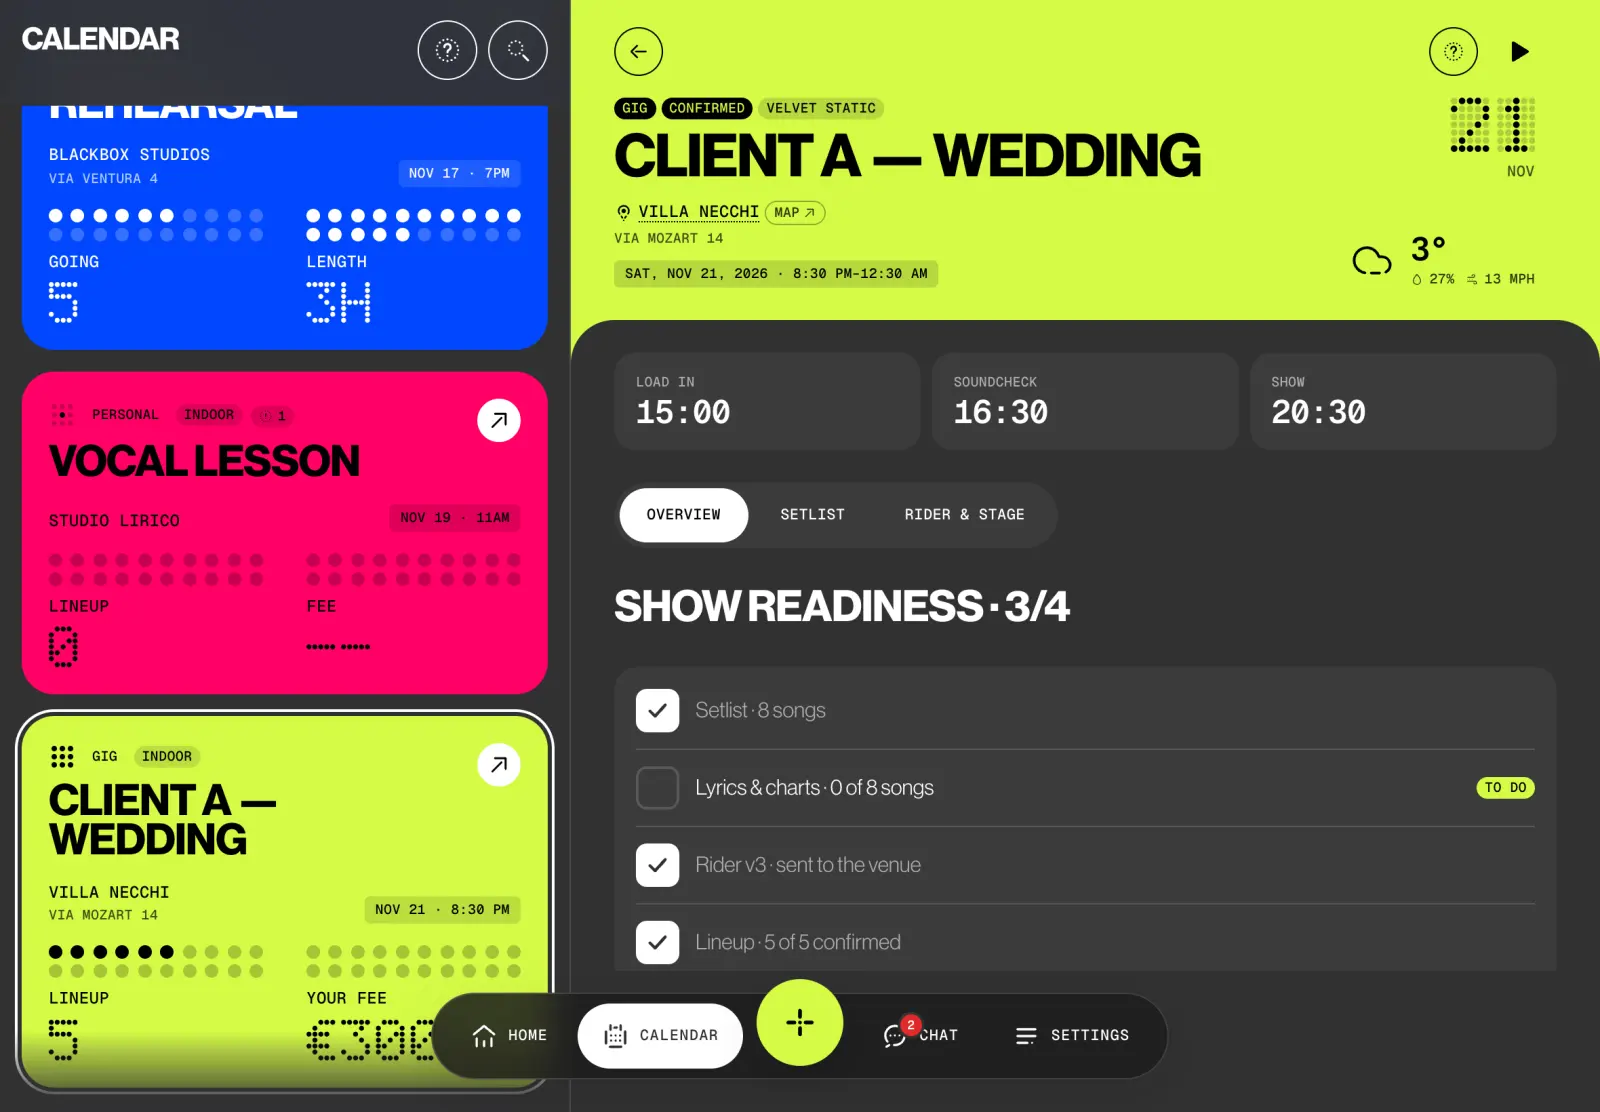 CALENDAR
?
REHEARSAL
BLACKBOX STUDIOS
VIA VENTURA 4
NOV 17 · 7PM
GOING
LENGTH
5
3H
PERSONAL
INDOOR
1
VOCAL LESSON
STUDIO LIRICO
NOV 19 · 11AM
LINEUP
FEE
0
——
GIG
INDOOR
CLIENT A —
WEDDING
VILLA NECCHI
VIA MOZART 14
NOV 21 · 8:30 PM
LINEUP
YOUR FEE
5
€300
?
GIG
CONFIRMED
VELVET STATIC
CLIENT A — WEDDING
21
NOV
VILLA NECCHI
MAP ↗
VIA MOZART 14
SAT, NOV 21, 2026 · 8:30 PM–12:30 AM
3°
27%
13 MPH
LOAD IN
15:00
SOUNDCHECK
16:30
SHOW
20:30
OVERVIEW
SETLIST
RIDER & STAGE
SHOW READINESS · 3/4
Setlist · 8 songs
Lyrics & charts · 0 of 8 songs
TO DO
Rider v3 · sent to the venue
Lineup · 5 of 5 confirmed
HOME
CALENDAR
2
CHAT
SETTINGS